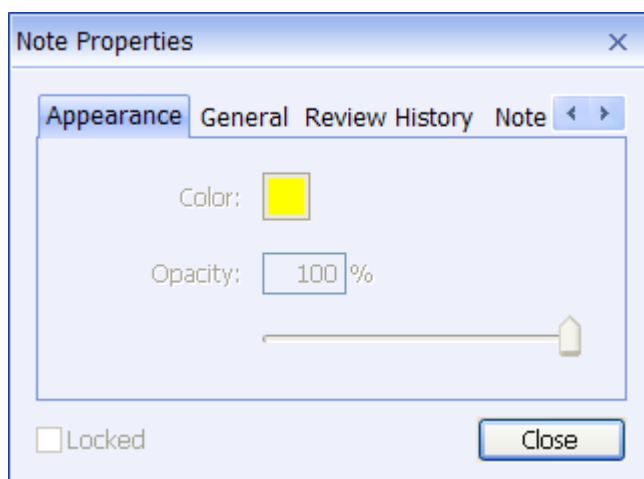 Note Properties
Appearance General Review History Note
Color:
Opacity: 100 %
Locked Close